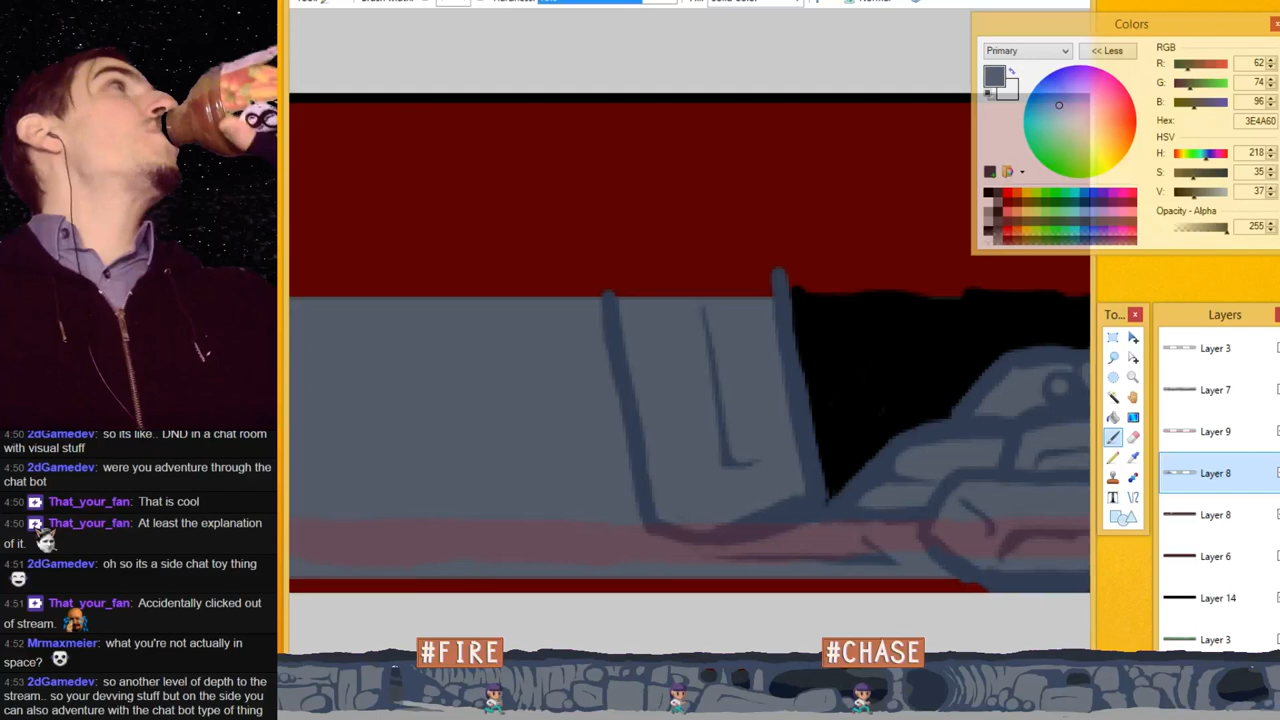 Colors
Primary
<< Less
RGB
R: 62
G: 74
B: 96
Hex: 3E4A60
HSV
H: 218
S: 35
V: 37
Opacity - Alpha
255
To...
Layers
Layer 3
Layer 7
Layer 9
Layer 8
Layer 8
Layer 6
Layer 14
Layer 3
4:50 2dGamedev: so its like.. DND in a chat room
with visual stuff
4:50 2dGamedev: were you adventure through the
chat bot
4:50 That_your_fan: That is cool
4:50 That_your_fan: At least the explanation
of it.
4:51 2dGamedev: oh so its a side chat toy thing
4:51 That_your_fan: Accidentally clicked out
of stream.
4:52 Mrmaxmeier: what you're not actually in
space?
4:53 2dGamedev: so another level of depth to the
stream.. so your devving stuff but on the side you
can also adventure with the chat bot type of thing
#FIRE
#CHASE